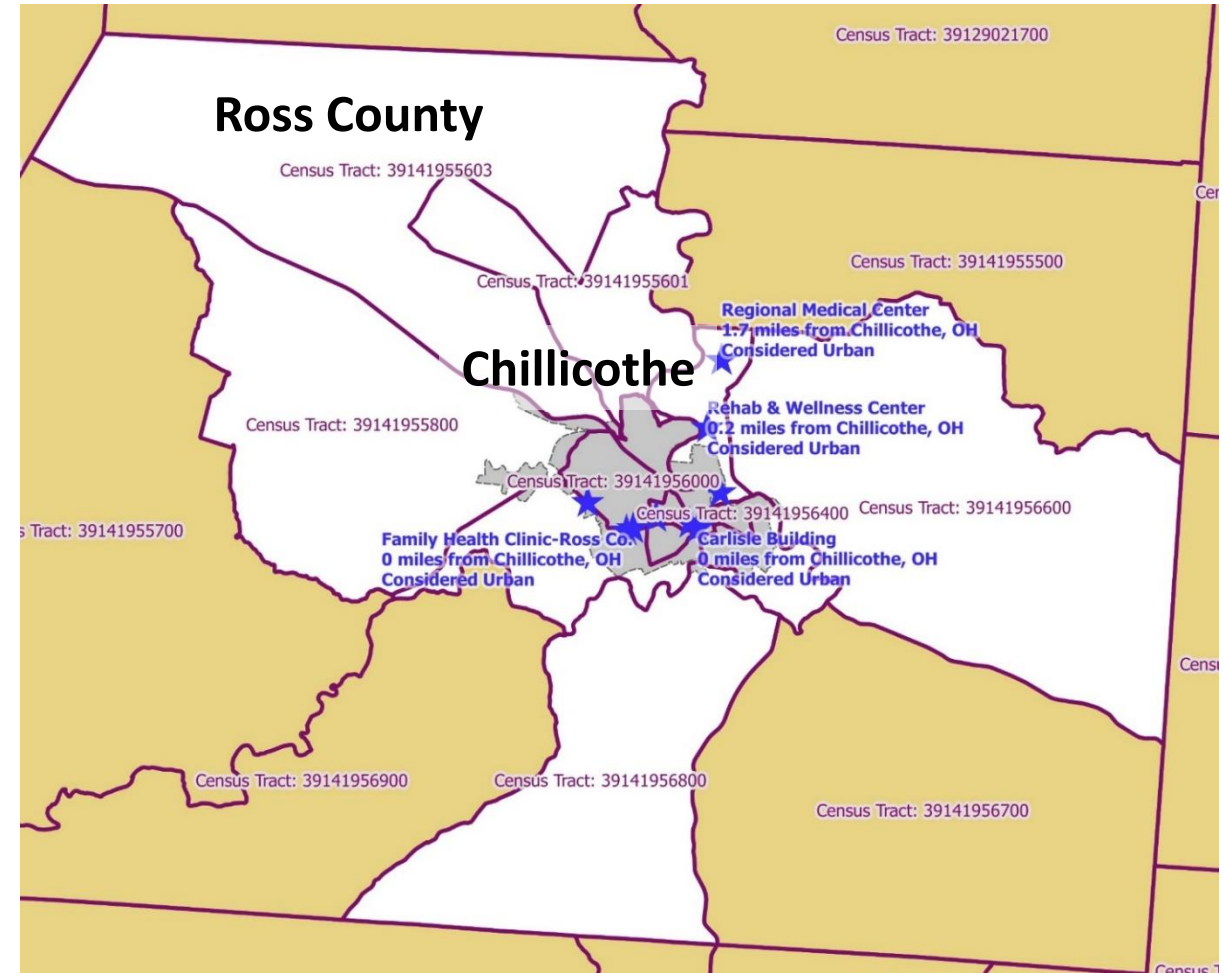 Census Tract: 39129021700
Ross County
Census Tract: 39141955603
Cer
Census Tract: 39141955500
Census Tract: 39141955601
Regional Medical Center
1.7 miles from Chillicothe, OH
Considered Urban
Chillicothe
Rehab & Wellness Center
0.2 miles from Chillicothe, OH
Considered Urban
Census Tract: 39141955800
Census Tract: 39141956000
Census Tract: 39141956400
Census Tract: 39141956600
s Tract: 39141955700
Family Health Clinic-Ross Co.
0 miles from Chillicothe, OH
Considered Urban
Carlisle Building
0 miles from Chillicothe, OH
Considered Urban
Censu
Census Tract: 39141956900
Census Tract: 39141956800
Census Tract: 39141956700
Census T